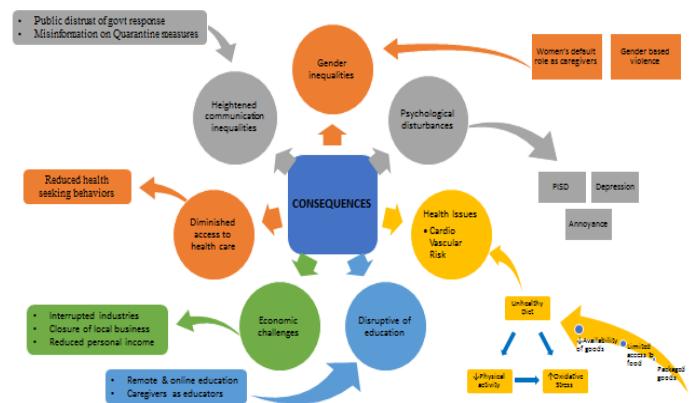 • Public distrust of govt response
• Misinformation on Quarantine measures
Gender
inequalities
Women's default
role as caregivers
Gender based
violence
Heightened
communication
inequalities
Psychological
disturbances
Reduced health
seeking behaviors
CONSEQUENCES
PTSD
Depression
Annoyance
Diminished
access to
health care
Health Issues
• Cardio
Vascular
Risk
Economic
challenges
Disruptive of
education
• Interrupted industries
• Closure of local business
• Reduced personal income
Unhealthy
Diet
↓Availability
of goods
Limited
access to
food
Packaged
goods
↓Physical
activity
↑Oxidative
Stress
• Remote & online education
• Caregivers as educators